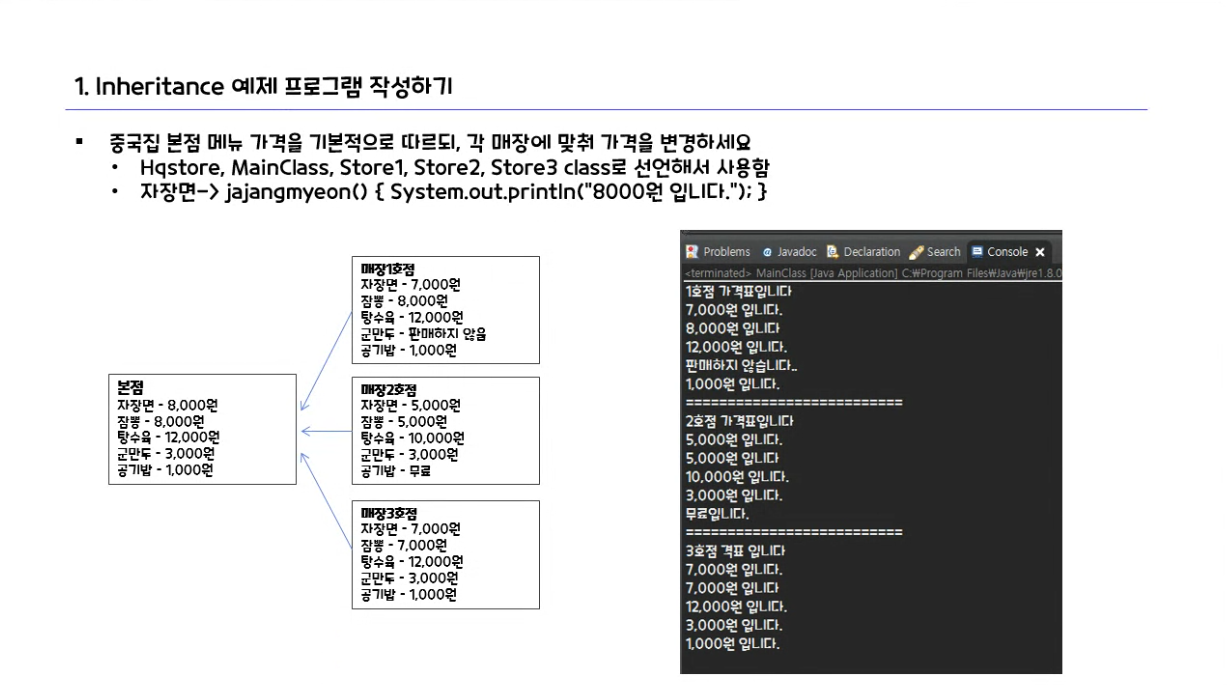 1. Inheritance 예제 프로그램 작성하기
▪ 중국집 본점 메뉴 가격을 기본적으로 따르되, 각 매장에 맞춰 가격을 변경하세요
• Hqstore, MainClass, Store1, Store2, Store3 class로 선언해서 사용함
• 자장면-> jajangmyeon() { System.out.println("8000원 입니다."); }
본점
자장면 - 8,000원
잠뽕 - 8,000원
탕수육 - 12,000원
군만두 - 3,000원
공기밥 - 1,000원
매장1호점
자장면 - 7,000원
잠뽕 - 8,000원
탕수육 - 12,000원
군만두 - 판매하지 않음
공기밥 - 1,000원
매장2호점
자장면 - 5,000원
잠뽕 - 5,000원
탕수육 - 10,000원
군만두 - 3,000원
공기밥 - 무료
매장3호점
자장면 - 7,000원
잠뽕 - 7,000원
탕수육 - 12,000원
군만두 - 3,000원
공기밥 - 1,000원
Problems @ Javadoc Declaration Search Console
<terminated> MainClass [Java Application] C:₩Program Files₩Java₩jre1.8.0
1호점 가격표입니다
7,000원 입니다.
8,000원 입니다
12,000원 입니다.
판매하지 않습니다..
1,000원 입니다.
===========================
2호점 가격표입니다
5,000원 입니다.
5,000원 입니다
10,000원 입니다.
3,000원 입니다.
무료입니다.
===========================
3호점 격표 입니다
7,000원 입니다.
7,000원 입니다
12,000원 입니다.
3,000원 입니다.
1,000원 입니다.